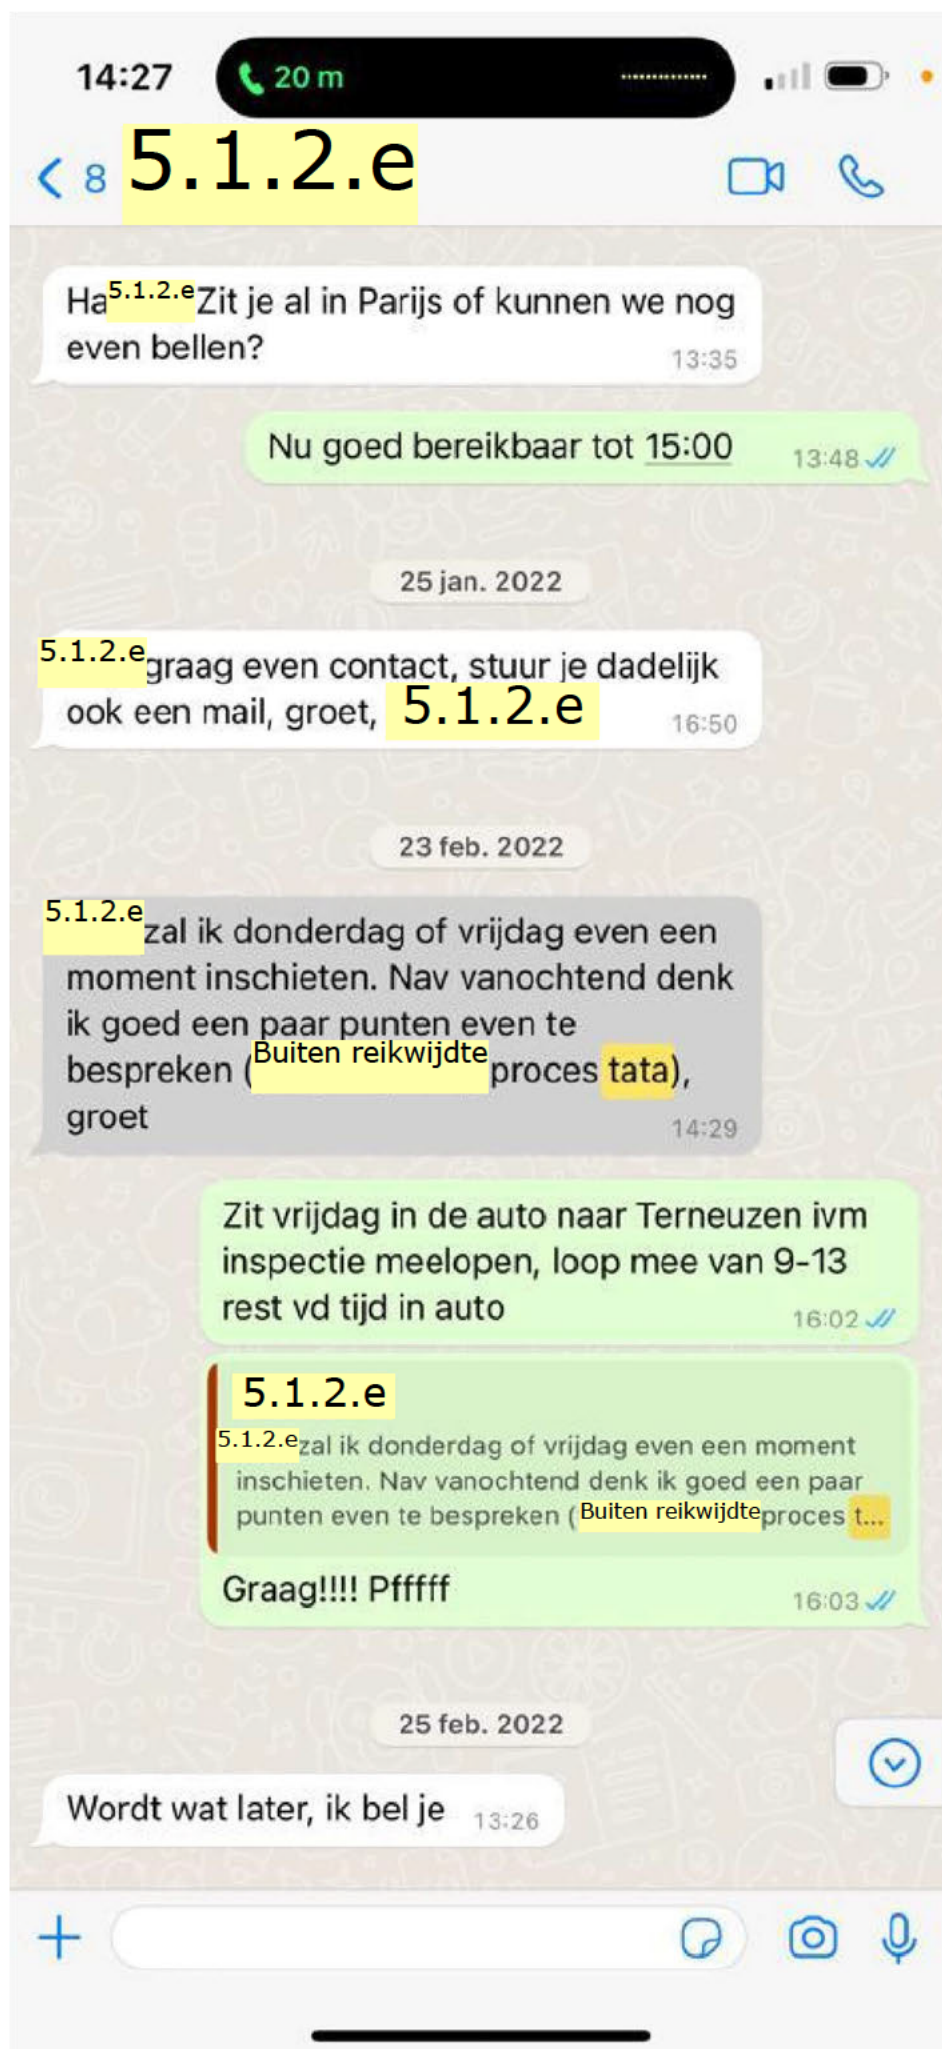 14:27
20 m
8 5.1.2.e
Ha 5.1.2.e Zit je al in Parijs of kunnen we nog
even bellen?
13:35
Nu goed bereikbaar tot 15:00
13:48
25 jan. 2022
5.1.2.e graag even contact, stuur je dadelijk
ook een mail, groet, 5.1.2.e
16:50
23 feb. 2022
5.1.2.e zal ik donderdag of vrijdag even een
moment inschieten. Nav vanochtend denk
ik goed een paar punten even te
bespreken (Buiten reikwijdte proces tata),
groet
14:29
Zit vrijdag in de auto naar Terneuzen ivm
inspectie meelopen, loop mee van 9-13
rest vd tijd in auto
16:02
5.1.2.e
5.1.2.e zal ik donderdag of vrijdag even een moment
inschieten. Nav vanochtend denk ik goed een paar
punten even te bespreken (Buiten reikwijdte proces t...
Graag!!!! Pfffff
16:03
25 feb. 2022
Wordt wat later, ik bel je
13:26